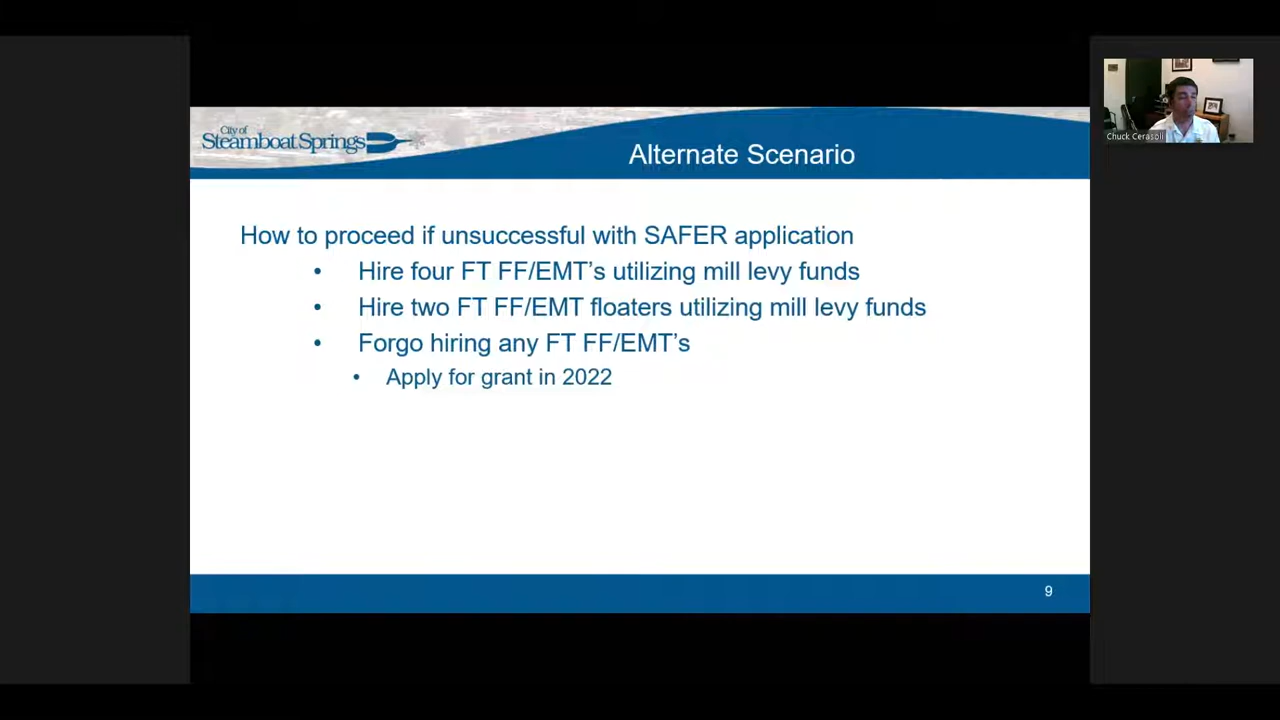 City of
Steamboat Springs
Alternate Scenario
Chuck Cerasoli
How to proceed if unsuccessful with SAFER application
• Hire four FT FF/EMT’s utilizing mill levy funds
• Hire two FT FF/EMT floaters utilizing mill levy funds
• Forgo hiring any FT FF/EMT’s
• Apply for grant in 2022
9